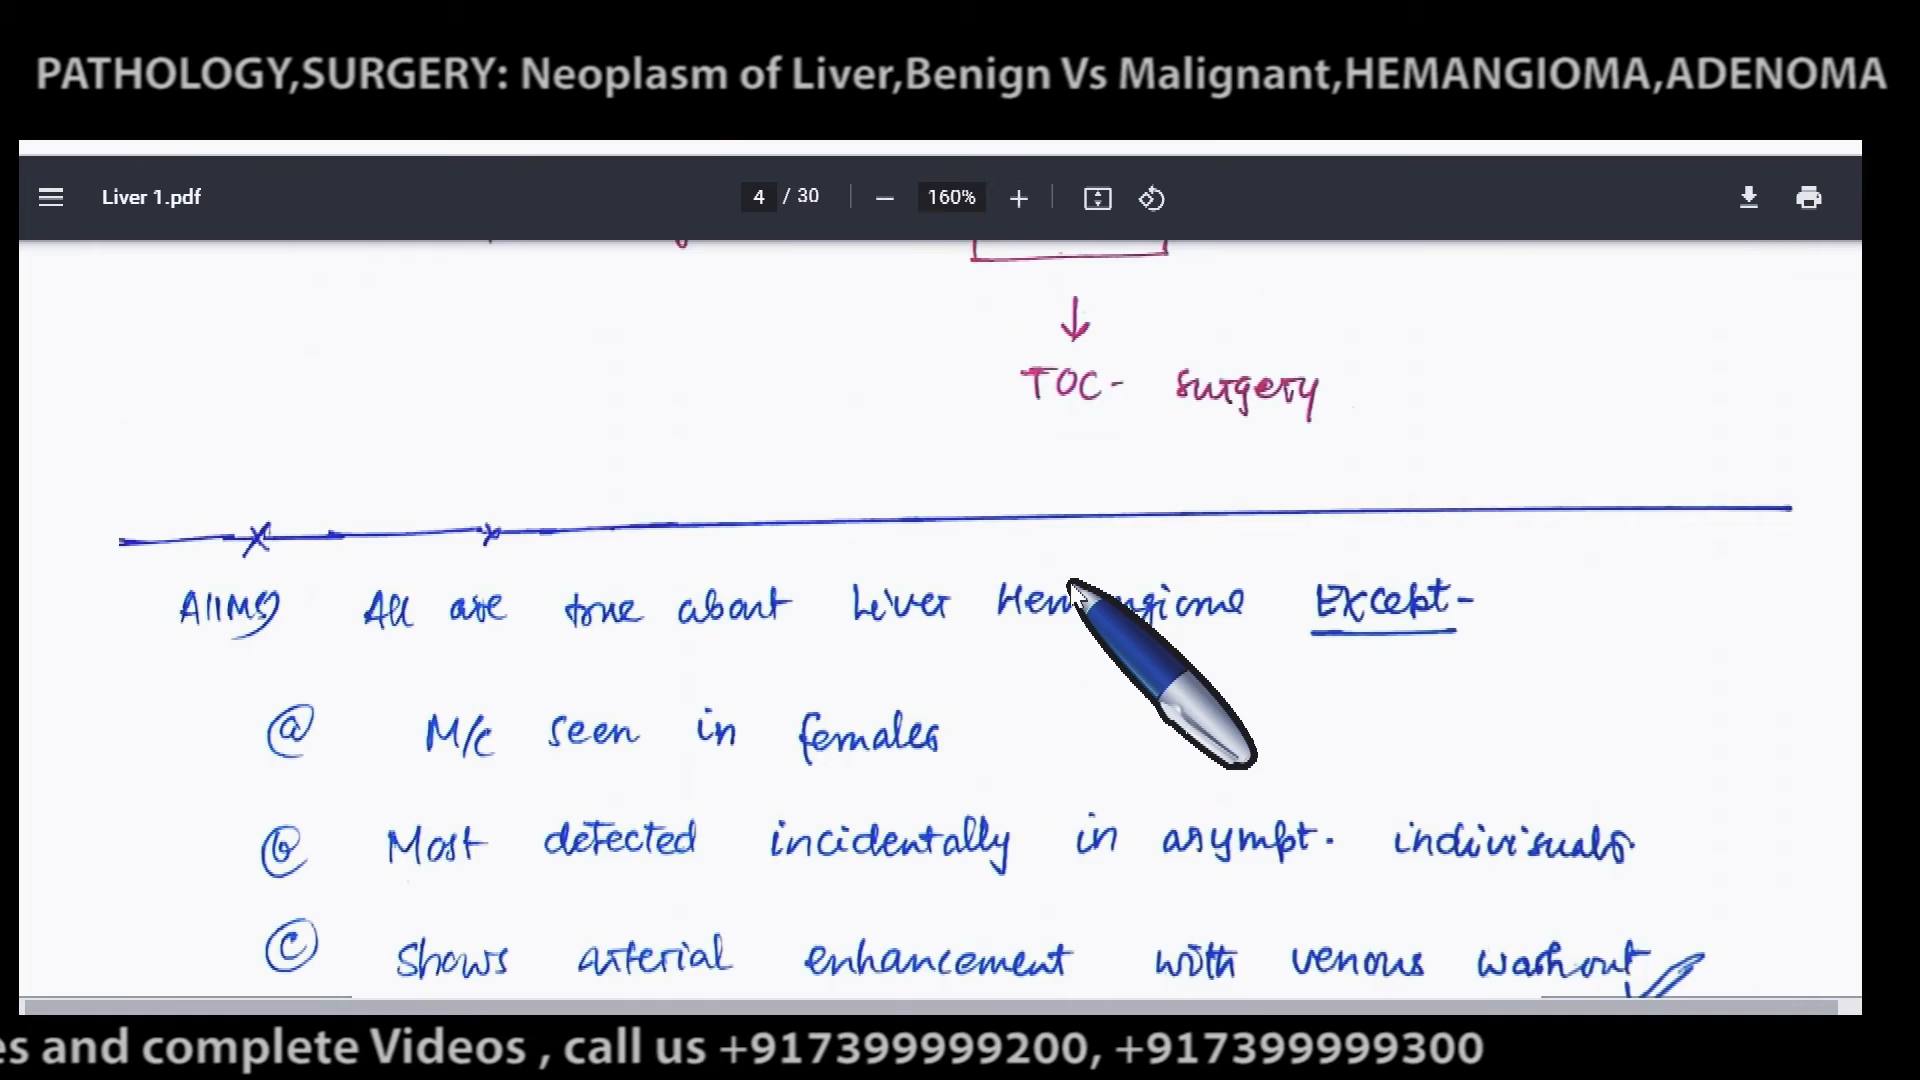 PATHOLOGY,SURGERY: Neoplasm of Liver,Benign Vs Malignant,HEMANGIOMA,ADENOMA
Liver 1.pdf 4 / 30 160%
TOC- Surgery
AIIMS All are true about Liver Except-
a M/c seen in females
b Most detected incidentally in asympt. indivisuals.
c Shows arterial enhancement with venous washout
es and complete Videos , call us +917399999200, +917399999300